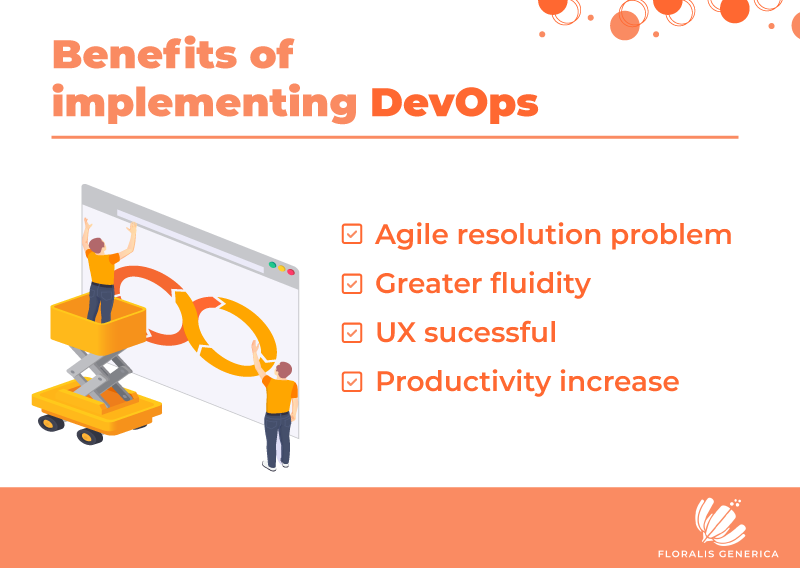 Benefits of
implementing DevOps
Agile resolution problem
Greater fluidity
UX sucessful
Productivity increase
FLORALIS GENERICA